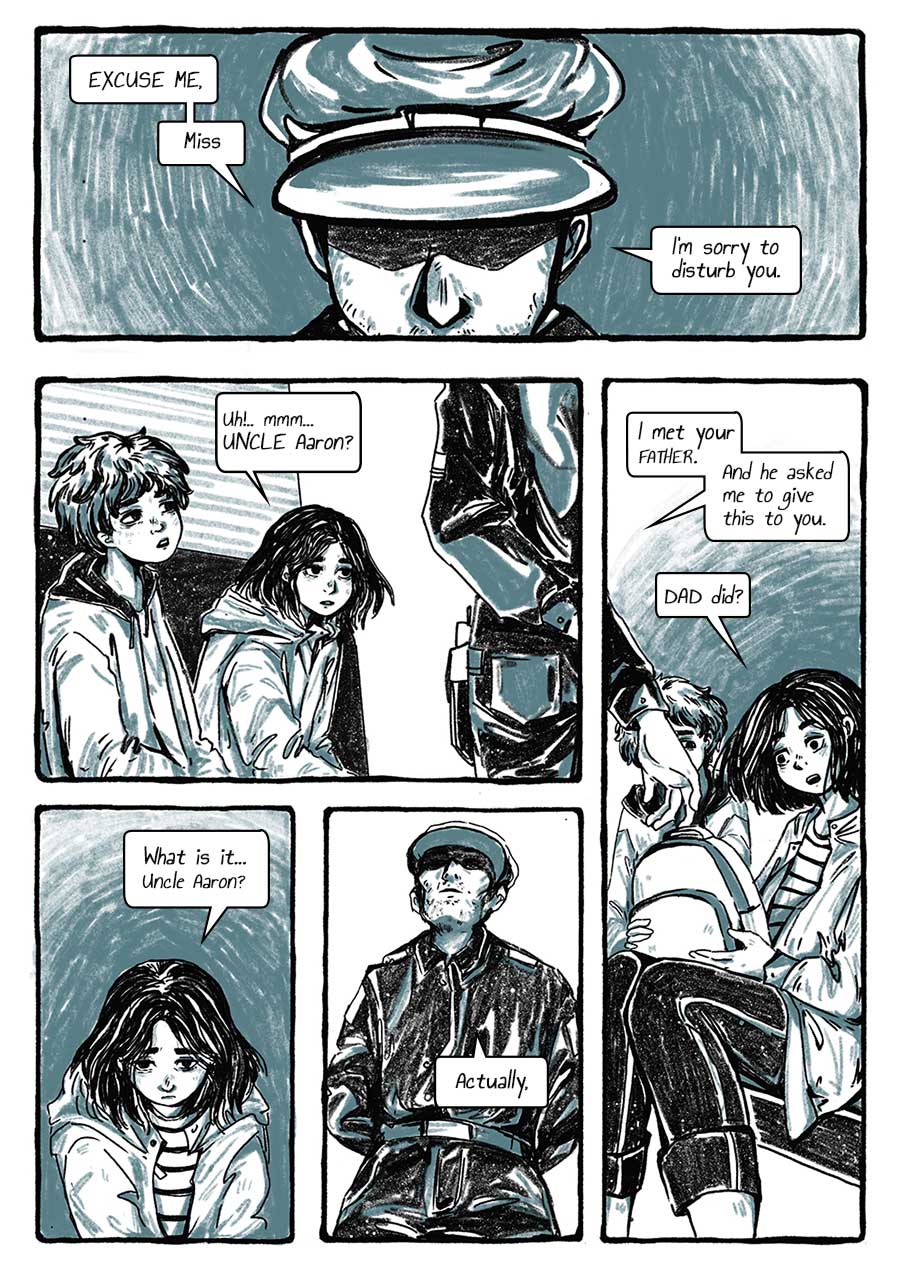 EXCUSE ME,
Miss
I'm sorry to
disturb you.
Uh!.. mmm...
UNCLE Aaron?
What is it...
Uncle Aaron?
Actually,
I met your
FATHER.
And he asked
me to give
this to you.
DAD did?